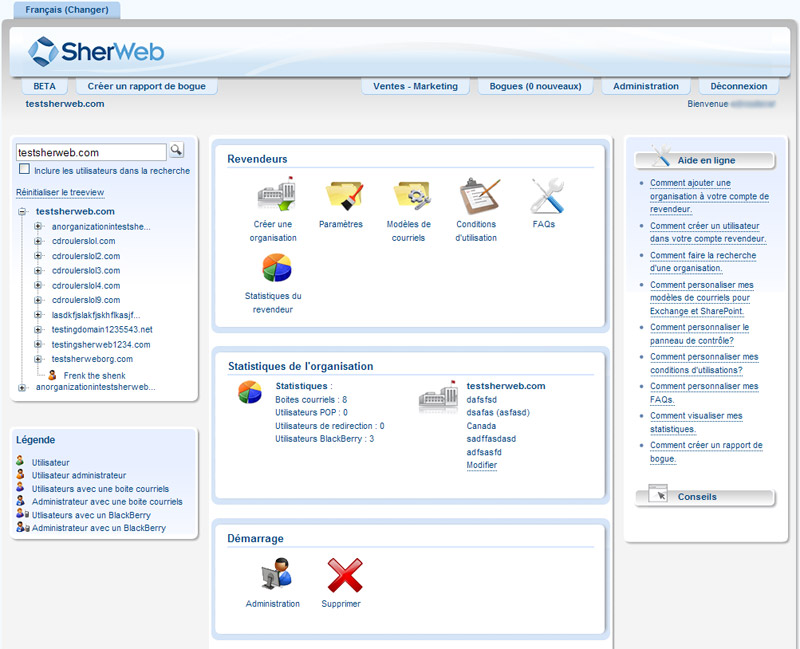 Français (Changer)
SherWeb
BETA
Créer un rapport de bogue
Ventes - Marketing
Bogues (0 nouveaux)
Administration
Déconnexion
testsherweb.com
Bienvenue
testsherweb.com
Inclure les utilisateurs dans la recherche
Réinitialiser le treeview
testsherweb.com
anorganizationintestshe...
cdroulerslol.com
cdroulerslol2.com
cdroulerslol3.com
cdroulerslol4.com
cdroulerslol9.com
lasdkfjslakfjskhflkasjf...
testingdomain1235543.net
testingsherweb1234.com
testsherweborg.com
Frenk the shenk
anorganizationintestsherweb...
Légende
Utilisateur
Utilisateur administrateur
Utilisateurs avec une boite courriels
Administrateur avec une boite courriels
Utlisateurs avec un BlackBerry
Administrateur avec un BlackBerry
Revendeurs
Créer une
organisation
Paramètres
Modèles de
courriels
Conditions
d'utilisation
FAQs
Statistiques du
revendeur
Statistiques de l'organisation
Statistiques :
Boites courriels : 8
Utilisateurs POP : 0
Utilisateurs de redirection : 0
Utilisateurs BlackBerry : 3
testsherweb.com
dafsfsd
dsafas (asfasd)
Canada
sadffasdasd
adfsasfd
Modifier
Démarrage
Administration
Supprimer
Aide en ligne
Comment ajouter une
organisation à votre compte de
revendeur.
Comment créer un utilisateur
dans votre compte revendeur.
Comment faire la recherche
d'une organisation.
Comment personaliser mes
modèles de courriels pour
Exchange et SharePoint.
Comment personnaliser le
panneau de contrôle?
Comment personnaliser mes
conditions d'utilisations?
Comment personnaliser mes
FAQs.
Comment visualiser mes
statistiques.
Comment créer un rapport de
bogue.
Conseils